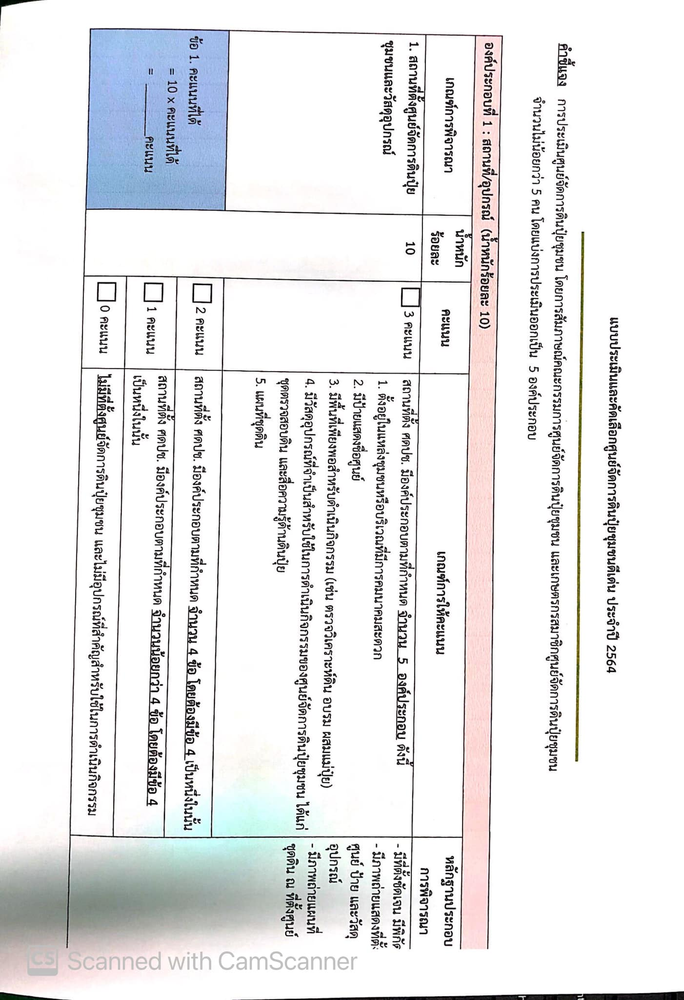 แบบประเมินและคัดเลือกศูนย์จัดการดินปุ๋ยชุมชนดีเด่น ประจำปี 2564
คำชี้แจง การประเมินศูนย์จัดการดินปุ๋ยชุมชน โดยการสัมภาษณ์คณะกรรมการศูนย์จัดการดินปุ๋ยชุมชน และเกษตรกรสมาชิกศูนย์จัดการดินปุ๋ยชุมชน
จำนวนไม่น้อยกว่า 5 คน โดยแบ่งการประเมินออกเป็น 5 องค์ประกอบ
องค์ประกอบที่ 1 : สถานที่/อุปกรณ์ (น้ำหนักร้อยละ 10)
เกณฑ์การพิจารณา
น้ำหนัก
ร้อยละ
คะแนน
เกณฑ์การให้คะแนน
หลักฐานประกอบ
การพิจารณา
1. สถานที่ตั้งศูนย์จัดการดินปุ๋ย
ชุมชนและวัสดุอุปกรณ์
10
3 คะแนน
สถานที่ตั้ง ศดปช. มีองค์ประกอบตามที่กำหนด จำนวน 5 องค์ประกอบ ดังนี้
1. ตั้งอยู่ในแหล่งชุมชนหรือบริเวณที่มีการคมนาคมสะดวก
2. มีป้ายแสดงชื่อศูนย์
3. มีพื้นที่เพียงพอสำหรับดำเนินกิจกรรม (เช่น ตรวจวิเคราะห์ดิน อบรม ผสมแม่ปุ๋ย)
4. มีวัสดุอุปกรณ์ที่จำเป็นสำหรับใช้ในการดำเนินกิจกรรมของศูนย์จัดการดินปุ๋ยชุมชน ได้แก่
ชุดตรวจสอบดิน และสื่อความรู้ด้านดินปุ๋ย
5. แผนที่ชุดดิน
- มีที่ตั้งชัดเจน มีพิกัด
- มีภาพถ่ายแสดงที่ตั้ง
ศูนย์ ป้าย และวัสดุ
อุปกรณ์
- มีภาพถ่ายแผนที่
ชุดดิน ณ ที่ตั้งศูนย์
ข้อ 1. คะแนนที่ได้
= 10 x คะแนนที่ได้
= ________คะแนน
2 คะแนน
สถานที่ตั้ง ศดปช. มีองค์ประกอบตามที่กำหนด จำนวน 4 ข้อ โดยต้องมีข้อ 4 เป็นหนึ่งในนั้น
1 คะแนน
สถานที่ตั้ง ศดปช. มีองค์ประกอบตามที่กำหนด จำนวนน้อยกว่า 4 ข้อ โดยต้องมีข้อ 4
เป็นหนึ่งในนั้น
0 คะแนน
ไม่มีที่ตั้งศูนย์จัดการดินปุ๋ยชุมชน และไม่มีอุปกรณ์ที่สำคัญสำหรับใช้ในการดำเนินกิจกรรม
CS Scanned with CamScanner